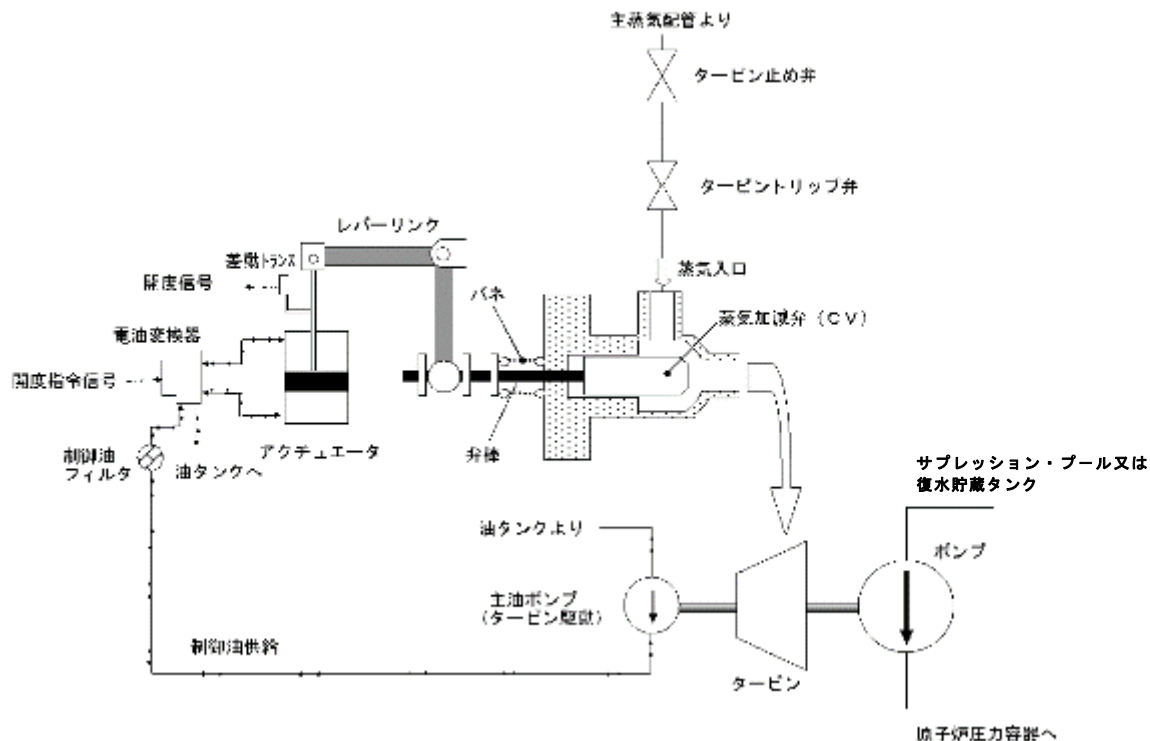 主蒸気配管より
タービン止め弁
タービントリップ弁
レバーリンク
差動トランス
開度信号
蒸気入口
バネ
蒸気加減弁（ＣＶ）
電油変換器
開度指令信号
アクチュエータ
弁棒
制御油
フィルタ
油タンクへ
サプレッション・プール又は
復水貯蔵タンク
油タンクより
ポンプ
主油ポンプ
（タービン駆動）
制御油供給
タービン
原子炉圧力容器へ